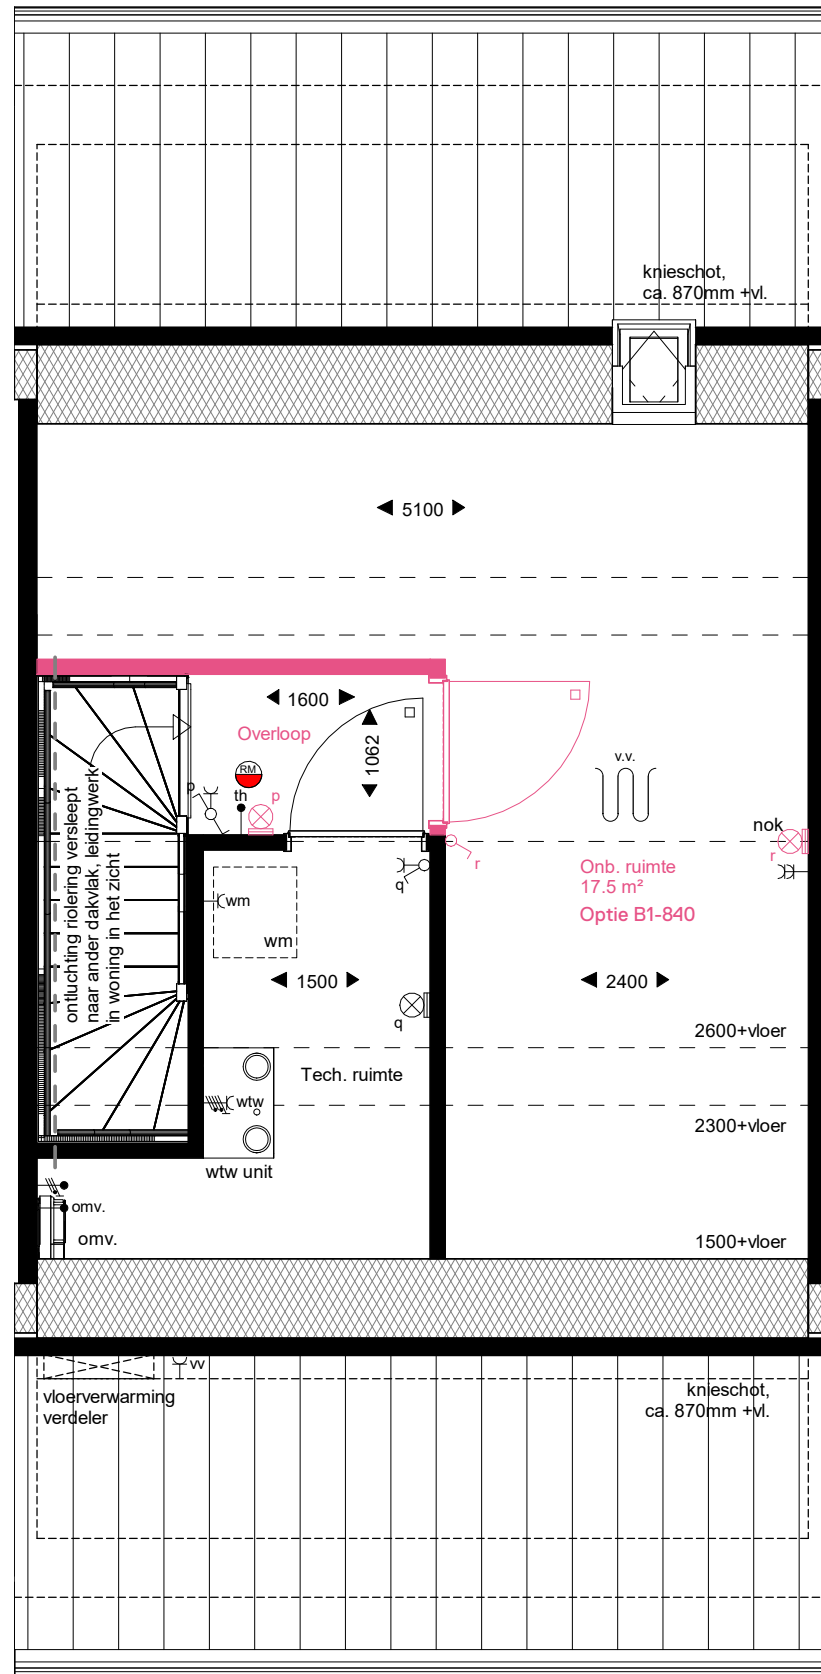 knieschot,
ca. 870mm +vl.
5100
1600
Overloop
1062
RM
th
p
p
v.v.
nok
r
r
q
Onb. ruimte
17.5 m²
Optie B1-840
ontluchting riolering versleept
naar ander dakvlak, leidingwerk
in woning in het zicht
wm
wm
1500
2400
q
2600+vloer
Tech. ruimte
wtw
2300+vloer
wtw unit
omv.
omv.
1500+vloer
vv
vloerverwarming
verdeler
knieschot,
ca. 870mm +vl.